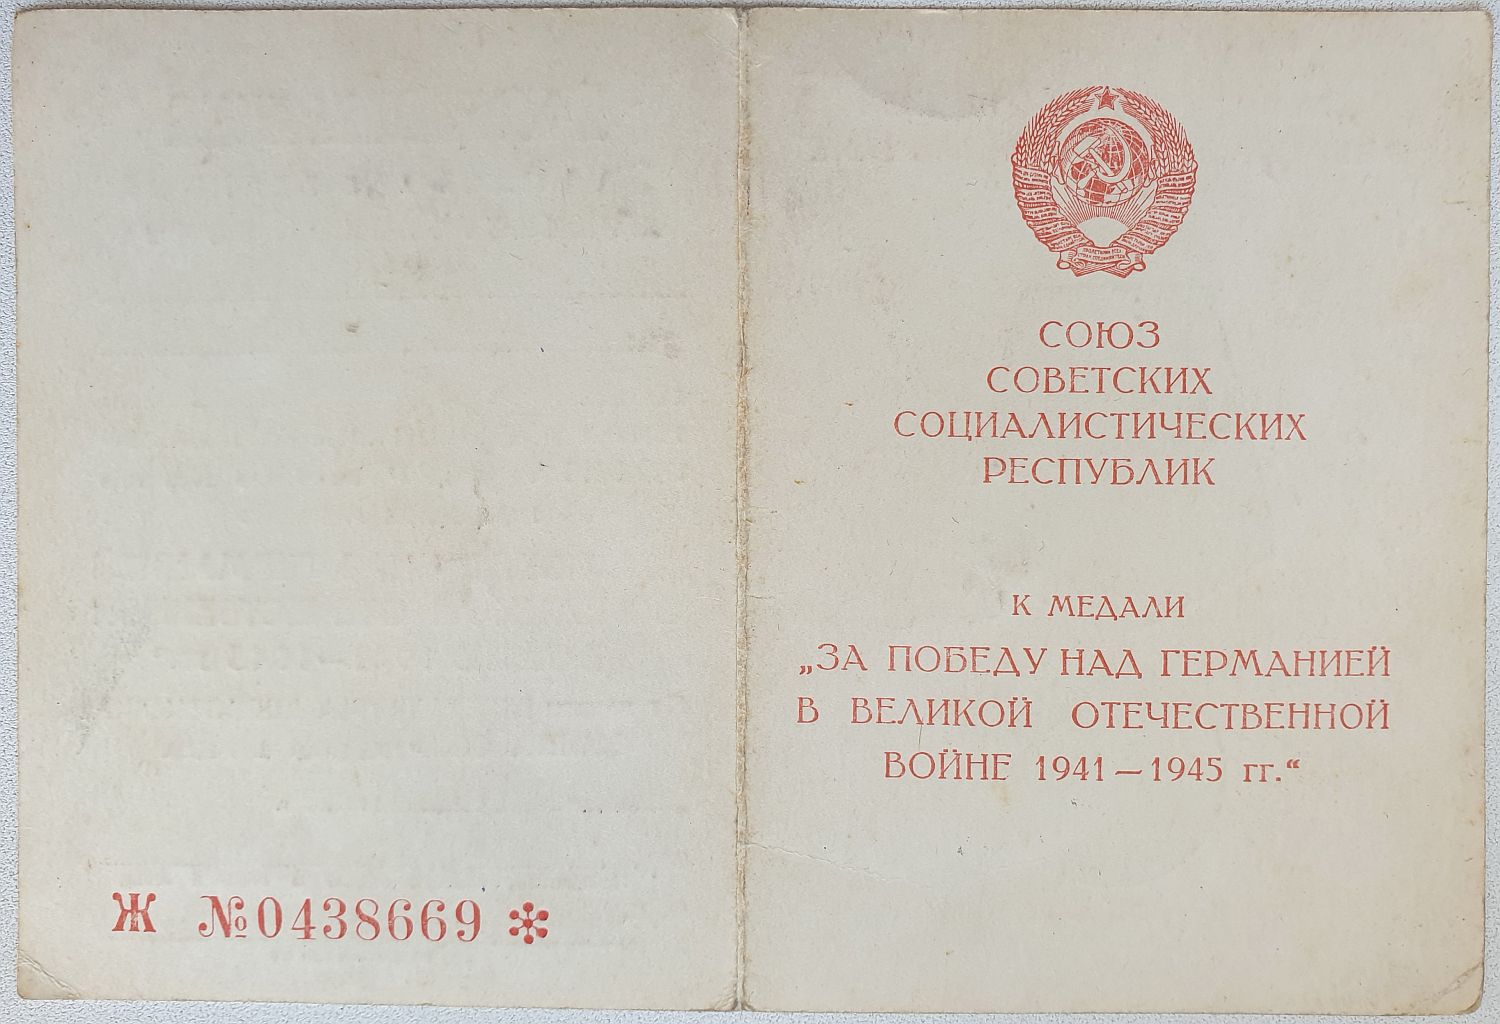 Ж №0438669
СОЮЗ
СОВЕТСКИХ
СОЦИАЛИСТИЧЕСКИХ
РЕСПУБЛИК
К МЕДАЛИ
„ЗА ПОБЕДУ НАД ГЕРМАНИЕЙ
В ВЕЛИКОЙ ОТЕЧЕСТВЕННОЙ
ВОЙНЕ 1941—1945 гг.“